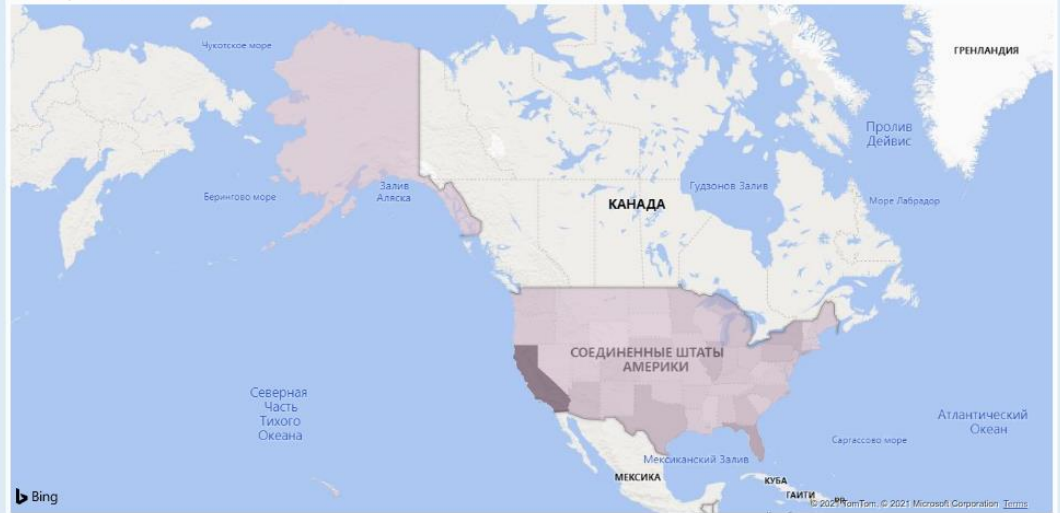 Чукотское море
ГРЕНЛАНДИЯ
Пролив
Дейвис
Залив
Аляска
Гудзонов Залив
Берингово море
КАНАДА
Море Лабрадор
СОЕДИНЕННЫЕ ШТАТЫ
АМЕРИКИ
Северная
Часть
Тихого
Океана
Атлантический
Океан
Саргассово море
Мексиканский Залив
МЕКСИКА
КУБА
ГАИТИ
Bing
© 2021 TomTom, © 2021 Microsoft Corporation Terms